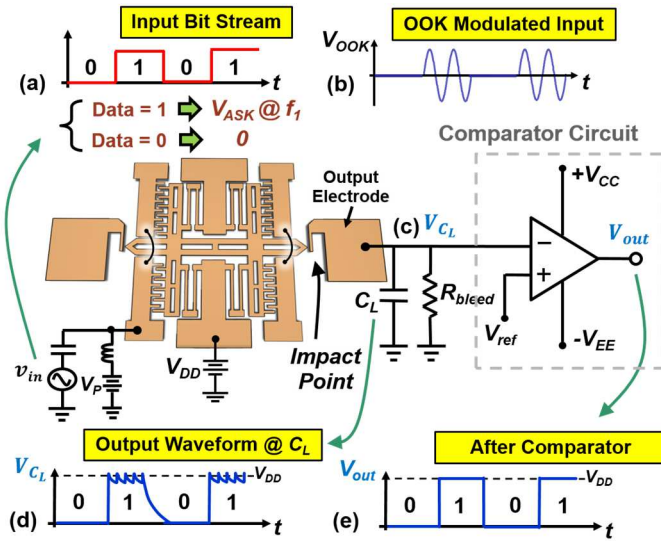 Input Bit Stream
(a)
0 1 0 1 t
Data = 1 V_ASK @ f_1
Data = 0 0
OOK Modulated Input
V_OOK
(b) t
Comparator Circuit
Output
Electrode
(c) V_CL
+V_CC
V_out
−
+
C_L
R_bleed
V_ref
-V_EE
Impact
Point
v_in
V_P
V_DD
Output Waveform @ C_L
V_CL
V_DD
0 1 0 1
(d) t
After Comparator
V_out
V_DD
0 1 0 1
(e) t